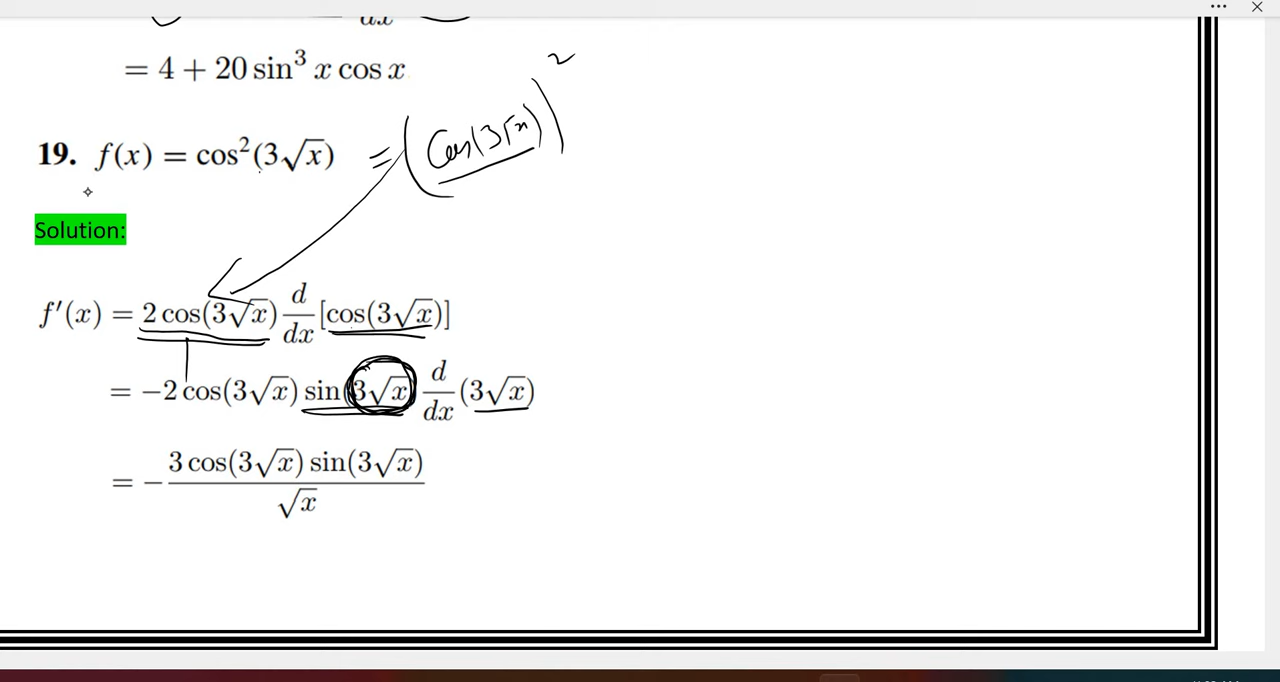 dx
= 4 + 20 sin³ x cos x
19. f(x) = cos²(3√x) = (Cos(3√x))²
Solution:
f′(x) = 2 cos(3√x) d/dx [cos(3√x)]
= −2 cos(3√x) sin(3√x) d/dx (3√x)
= − 3 cos(3√x) sin(3√x) / √x